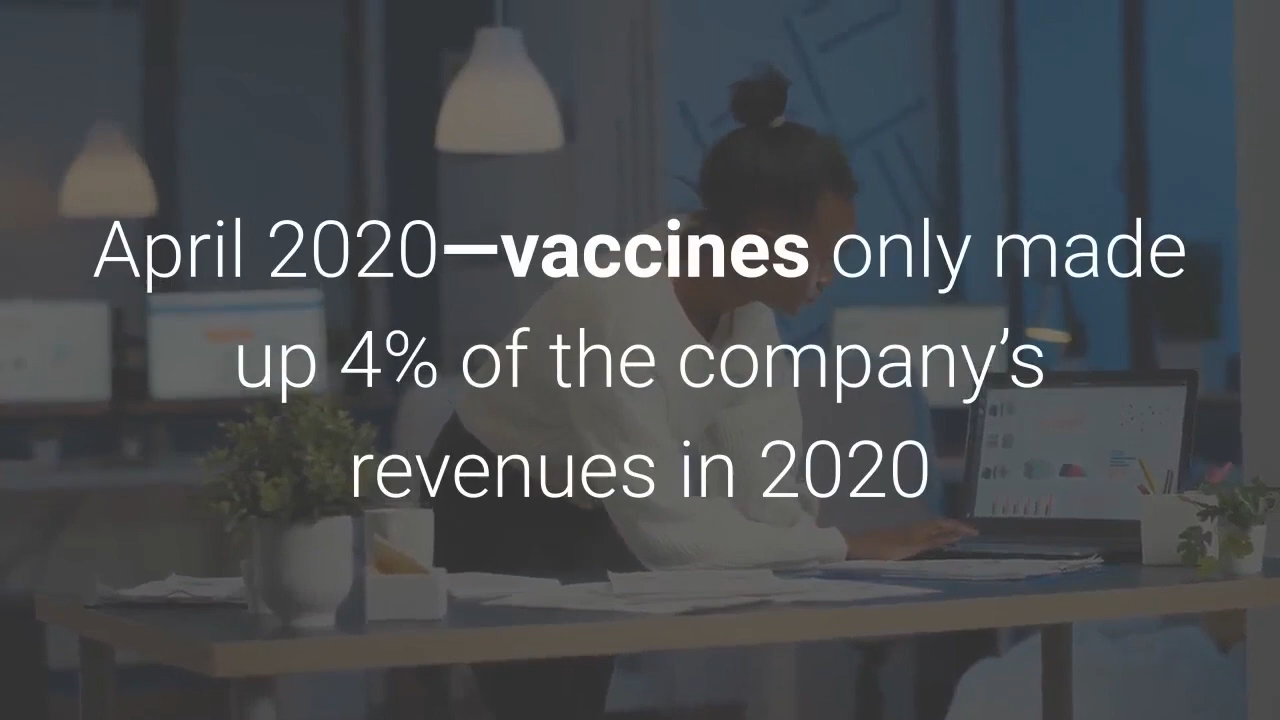 April 2020—vaccines only made
up 4% of the company’s
revenues in 2020